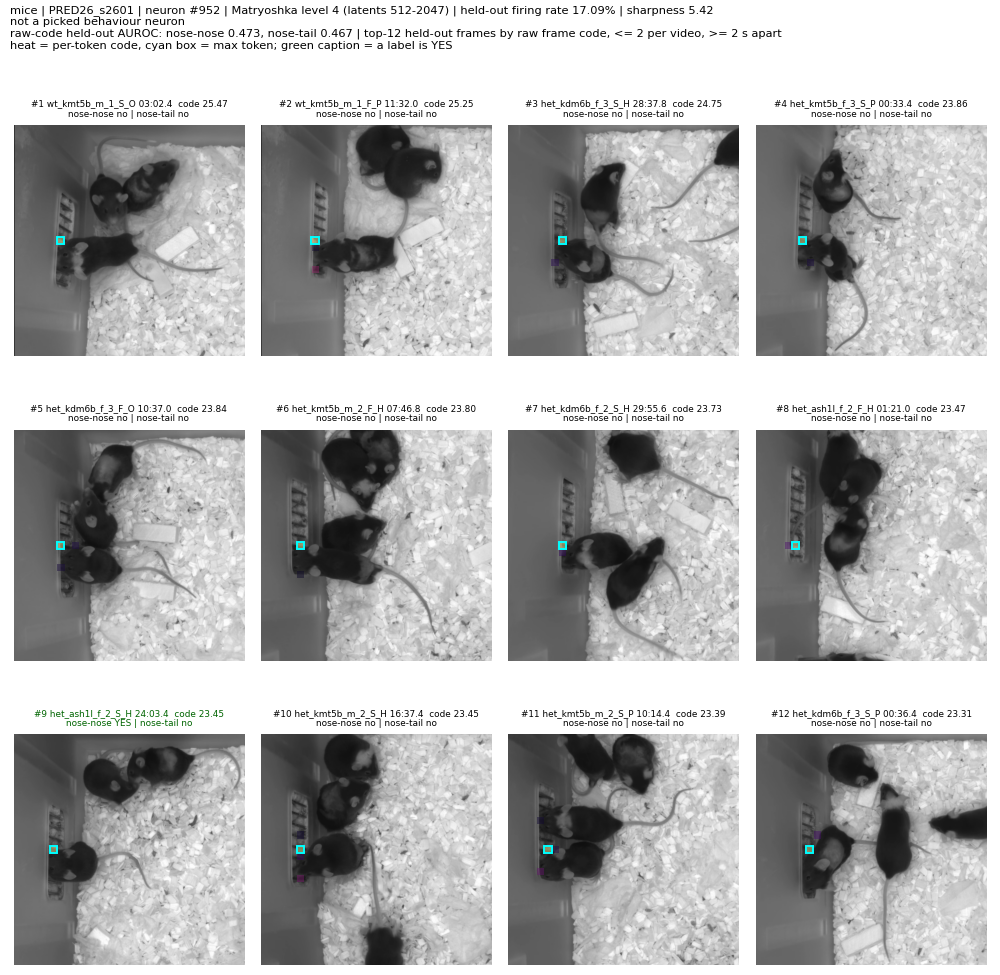 mice | PRED26_s2601 | neuron #952 | Matryoshka level 4 (latents 512-2047) | held-out firing rate 17.09% | sharpness 5.42
not a picked behaviour neuron
raw-code held-out AUROC: nose-nose 0.473, nose-tail 0.467 | top-12 held-out frames by raw frame code, <= 2 per video, >= 2 s apart
heat = per-token code, cyan box = max token; green caption = a label is YES
#1 wt_kmt5b_m_1_S_O 03:02.4 code 25.47
nose-nose no | nose-tail no
#2 wt_kmt5b_m_1_F_P 11:32.0 code 25.25
nose-nose no | nose-tail no
#3 het_kdm6b_f_3_S_H 28:37.8 code 24.75
nose-nose no | nose-tail no
#4 het_kmt5b_f_3_S_P 00:33.4 code 23.86
nose-nose no | nose-tail no
#5 het_kdm6b_f_3_F_O 10:37.0 code 23.84
nose-nose no | nose-tail no
#6 het_kmt5b_m_2_F_H 07:46.8 code 23.80
nose-nose no | nose-tail no
#7 het_kdm6b_f_2_S_H 29:55.6 code 23.73
nose-nose no | nose-tail no
#8 het_ash1l_f_2_F_H 01:21.0 code 23.47
nose-nose no | nose-tail no
#9 het_ash1l_f_2_S_H 24:03.4 code 23.45
nose-nose YES | nose-tail no
#10 het_kmt5b_m_2_S_H 16:37.4 code 23.45
nose-nose no | nose-tail no
#11 het_kmt5b_m_2_S_P 10:14.4 code 23.39
nose-nose no | nose-tail no
#12 het_kdm6b_f_3_S_P 00:36.4 code 23.31
nose-nose no | nose-tail no